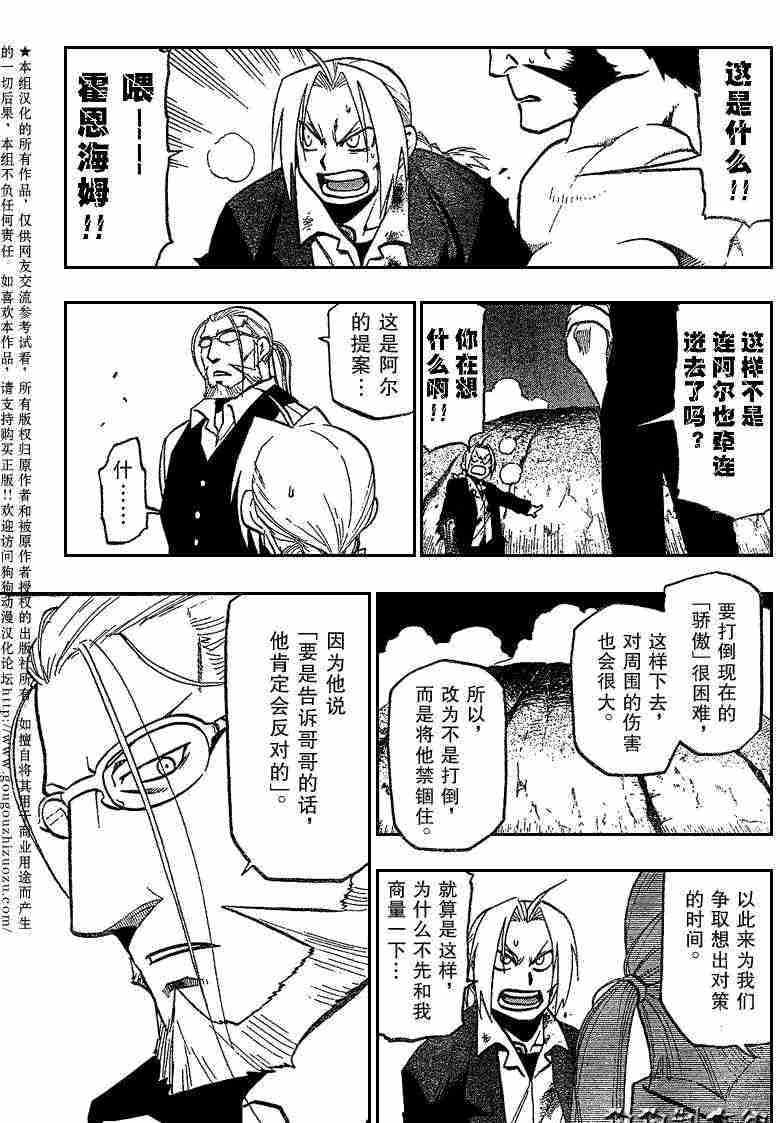 这是什么!!
喂——
霍恩海姆!!
这样不是
连阿尔也牵连
进去了吗?
你在想
什么啊!!
这是阿尔
的提案…
什……
要打倒现在的
「骄傲」很困难,
这样下去,
对周围的伤害
也会很大。
所以,
改为不是打倒,
而是将他禁锢住。
以此来为我们
争取想出对策
的时间。
就算是这样,
为什么不先和我
商量一下…
因为他说
「要是告诉哥哥的话,
他肯定会反对的」。
★本组汉化的所有作品,仅供网友交流参考试看,所有版权归原作者和被原作者授权的出版社所有,如擅自将其用于商业用途而产生
的一切后果,本组不负任何责任。如喜欢本作品,请支持购买正版!!欢迎访问狗狗动漫汉化论坛http://www.gougouzhizuozu.com/